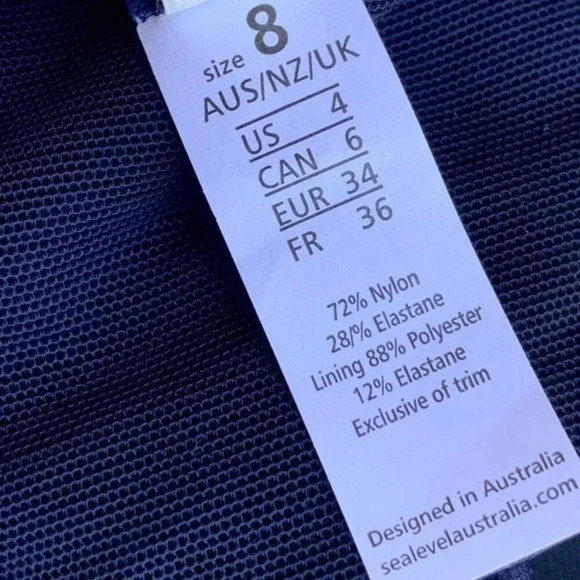 size 8
AUS/NZ/UK
US 4
CAN 6
EUR 34
FR 36
72% Nylon
28/% Elastane
Lining 88% Polyester
12% Elastane
Exclusive of trim
Designed in Australia
sealevelaustralia.com